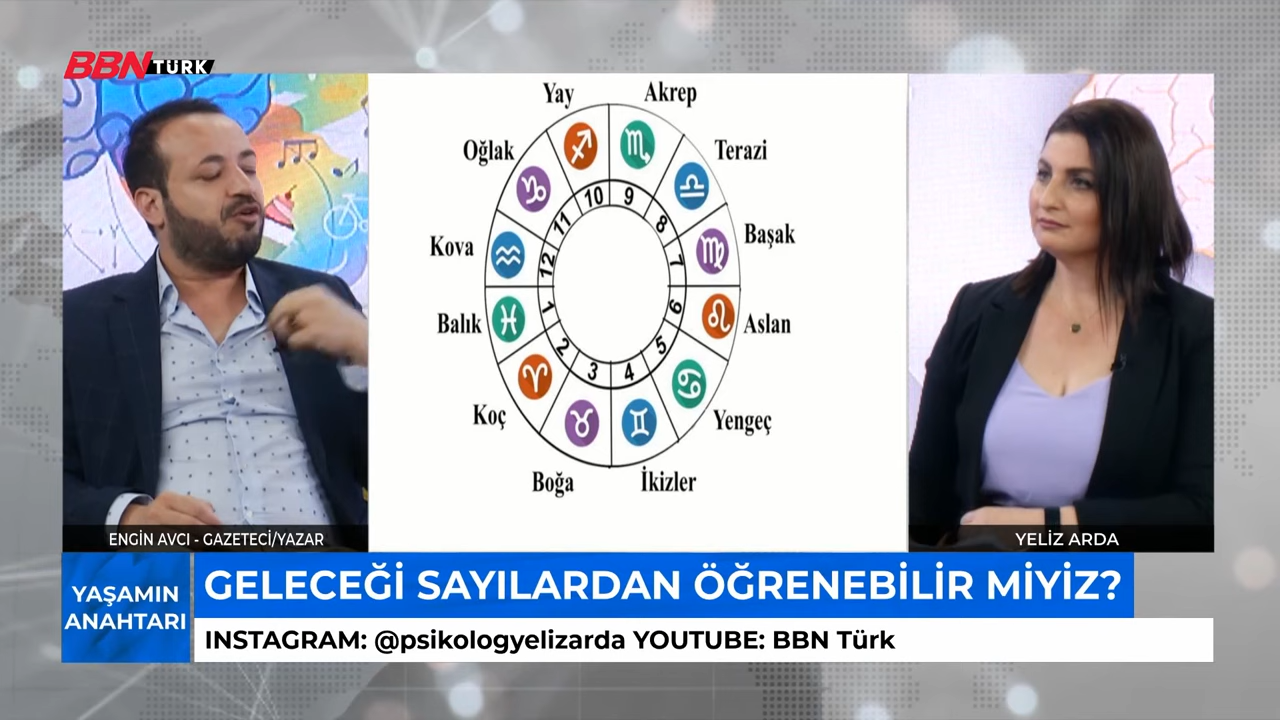 BBN TÜRK
Yay
Akrep
Oğlak
Terazi
Kova
Başak
Balık
Aslan
Koç
Yengeç
Boğa
İkizler
10 9
11 8
12 7
1 6
2 5
3 4
ENGİN AVCI - GAZETECİ/YAZAR
YELİZ ARDA
YAŞAMIN
ANAHTARI
GELECEĞİ SAYILARDAN ÖĞRENEBİLİR MİYİZ?
INSTAGRAM: @psikologyelizarda YOUTUBE: BBN Türk